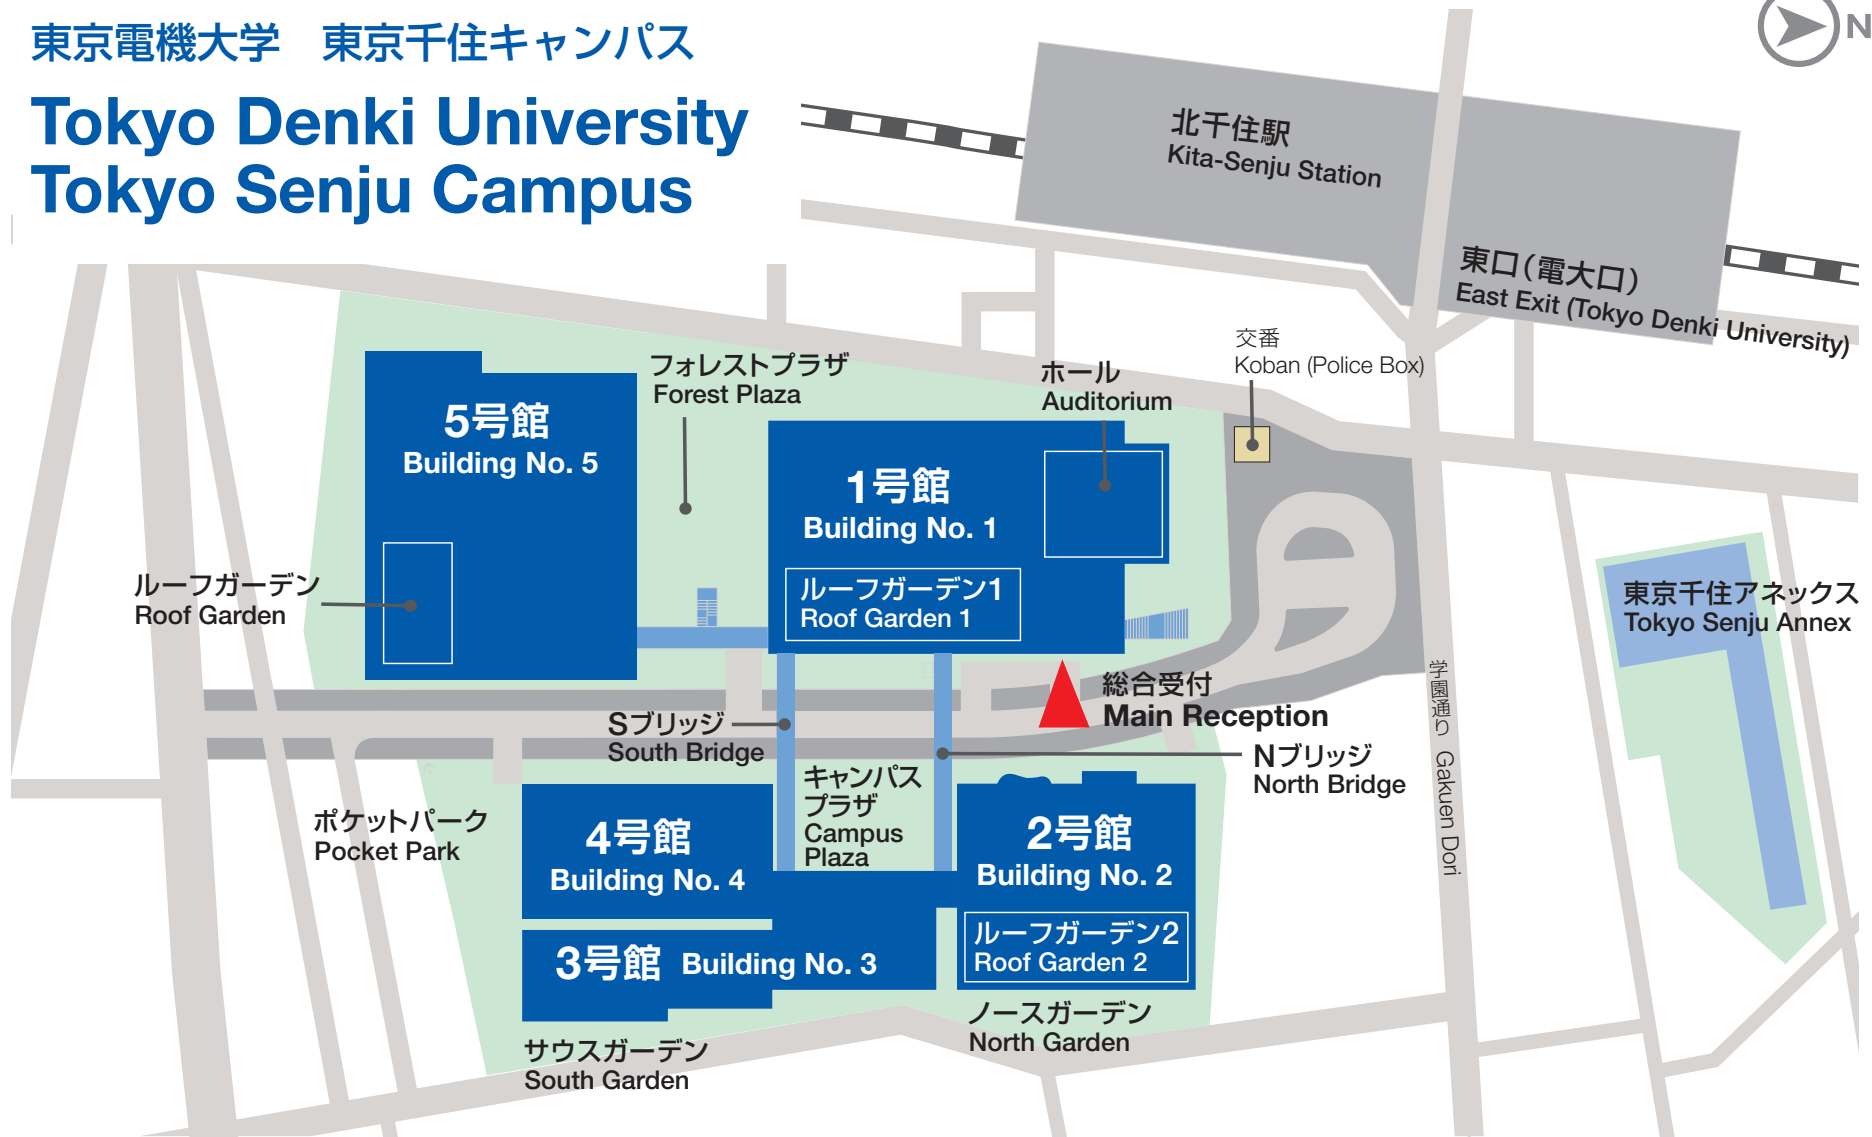 東京電機大学 東京千住キャンパス
Tokyo Denki University
Tokyo Senju Campus
N
北千住駅
Kita-Senju Station
東口(電大口)
East Exit (Tokyo Denki University)
交番
Koban (Police Box)
フォレストプラザ
Forest Plaza
ホール
Auditorium
5号館
Building No. 5
1号館
Building No. 1
ルーフガーデン
Roof Garden
ルーフガーデン1
Roof Garden 1
東京千住アネックス
Tokyo Senju Annex
総合受付
Main Reception
Sブリッジ
South Bridge
Nブリッジ
North Bridge
学園通り Gakuen Dori
キャンパス
プラザ
Campus
Plaza
ポケットパーク
Pocket Park
4号館
Building No. 4
2号館
Building No. 2
ルーフガーデン2
Roof Garden 2
3号館 Building No. 3
ノースガーデン
North Garden
サウスガーデン
South Garden